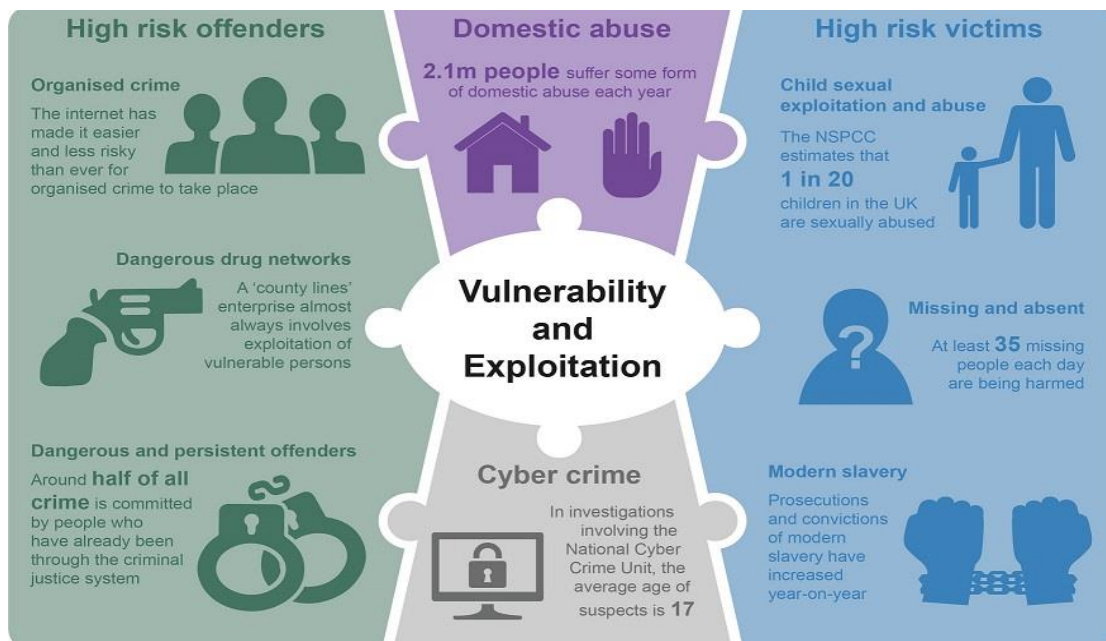 High risk offenders
Organised crime
The internet has
made it easier
and less risky
than ever for
organised crime to take place
Dangerous drug networks
A ‘county lines’
enterprise almost
always involves
exploitation of
vulnerable persons
Dangerous and persistent offenders
Around half of all
crime is committed
by people who
have already been
through the criminal
justice system
Domestic abuse
2.1m people suffer some form
of domestic abuse each year
Vulnerability
and
Exploitation
Cyber crime
In investigations
involving the
National Cyber
Crime Unit, the
average age of
suspects is 17
High risk victims
Child sexual
exploitation and abuse
The NSPCC
estimates that
1 in 20
children in the UK
are sexually abused
?
Missing and absent
At least 35 missing
people each day
are being harmed
Modern slavery
Prosecutions
and convictions
of modern
slavery have
increased
year-on-year